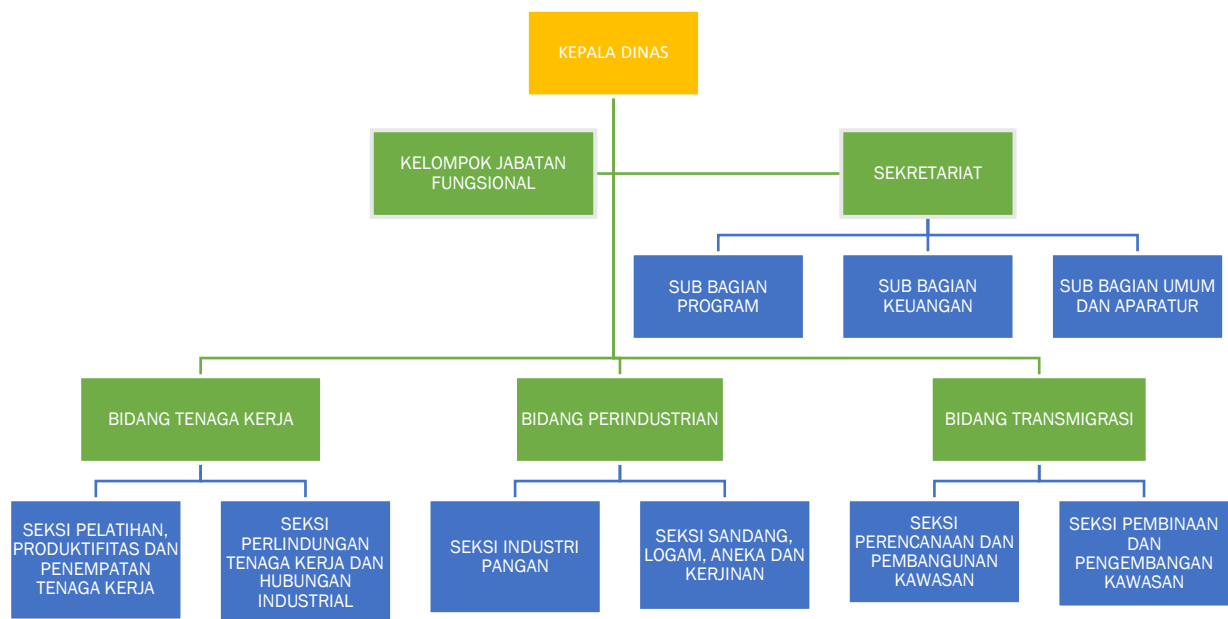 KEPALA DINAS
KELOMPOK JABATAN
FUNGSIONAL
SEKRETARIAT
SUB BAGIAN
PROGRAM
SUB BAGIAN
KEUANGAN
SUB BAGIAN UMUM
DAN APARATUR
BIDANG TENAGA KERJA
BIDANG PERINDUSTRIAN
BIDANG TRANSMIGRASI
SEKSI PELATIHAN,
PRODUKTIFITAS DAN
PENEMPATAN
TENAGA KERJA
SEKSI
PERLINDUNGAN
TENAGA KERJA DAN
HUBUNGAN
INDUSTRIAL
SEKSI INDUSTRI
PANGAN
SEKSI SANDANG,
LOGAM, ANEKA DAN
KERJINAN
SEKSI
PERENCANAAN DAN
PEMBANGUNAN
KAWASAN
SEKSI PEMBINAAN
DAN
PENGEMBANGAN
KAWASAN